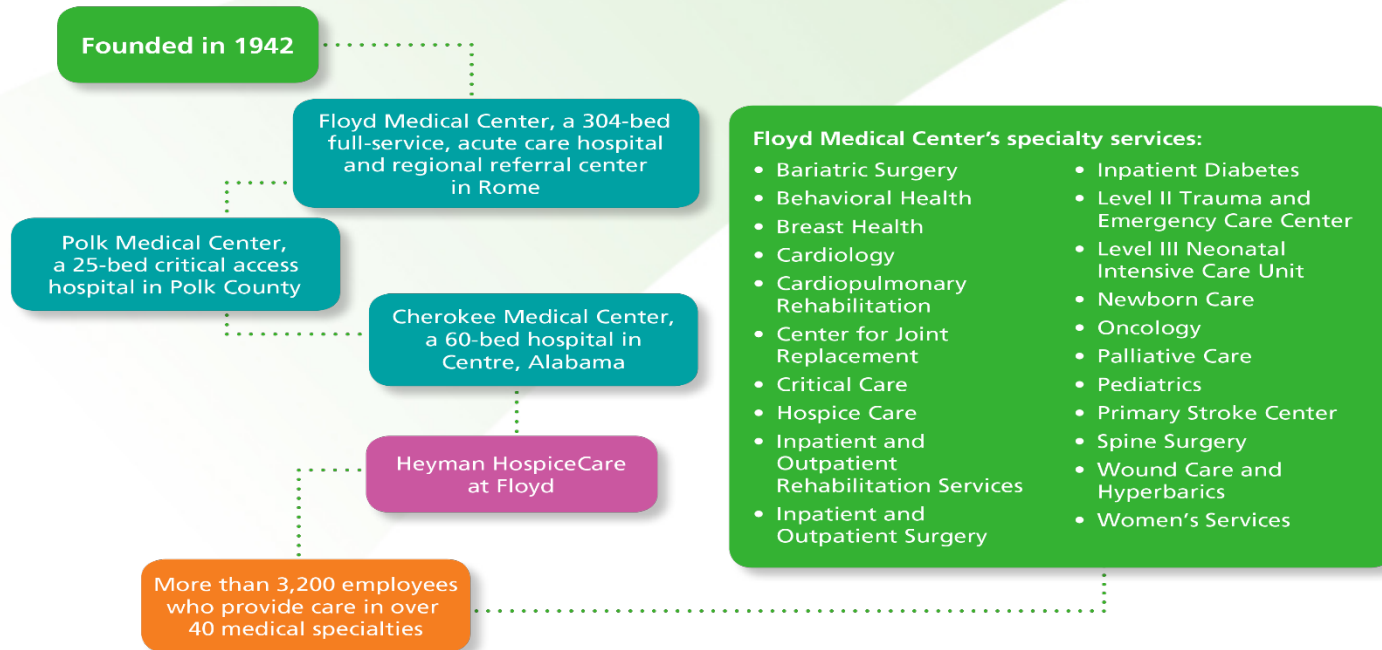 Founded in 1942
Floyd Medical Center, a 304-bed
full-service, acute care hospital
and regional referral center
in Rome
Polk Medical Center,
a 25-bed critical access
hospital in Polk County
Cherokee Medical Center,
a 60-bed hospital in
Centre, Alabama
Heyman HospiceCare
at Floyd
More than 3,200 employees
who provide care in over
40 medical specialties
Floyd Medical Center’s specialty services:
• Bariatric Surgery
• Behavioral Health
• Breast Health
• Cardiology
• Cardiopulmonary
Rehabilitation
• Center for Joint
Replacement
• Critical Care
• Hospice Care
• Inpatient and
Outpatient
Rehabilitation Services
• Inpatient and
Outpatient Surgery
• Inpatient Diabetes
• Level II Trauma and
Emergency Care Center
• Level III Neonatal
Intensive Care Unit
• Newborn Care
• Oncology
• Palliative Care
• Pediatrics
• Primary Stroke Center
• Spine Surgery
• Wound Care and
Hyperbarics
• Women’s Services